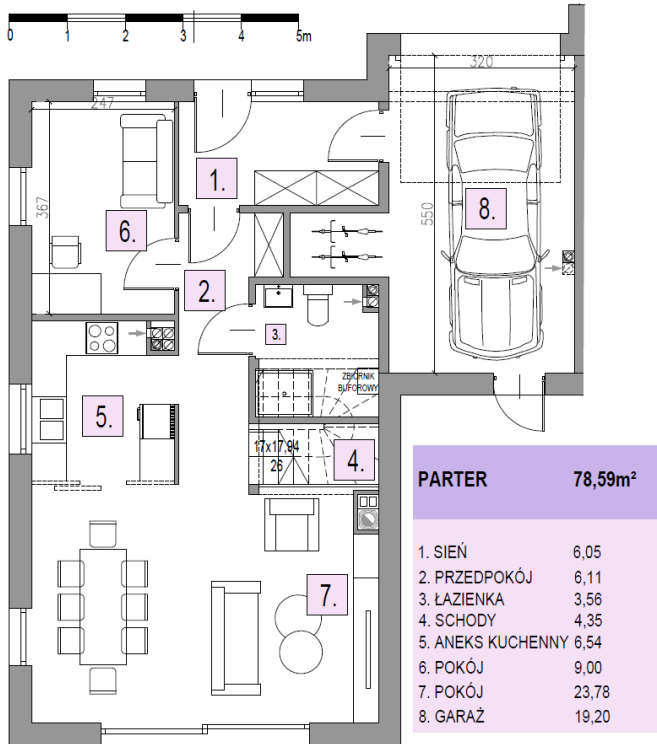 0 1 2 3 4 5m
320
247
1.
367
550
8.
6.
2.
3.
ZBIORNIK
BUFOROWY
5.
17x17,94
26
4.
7.
PARTER 78,59m²
1. SIEŃ 6,05
2. PRZEDPOKÓJ 6,11
3. ŁAZIENKA 3,56
4. SCHODY 4,35
5. ANEKS KUCHENNY 6,54
6. POKÓJ 9,00
7. POKÓJ 23,78
8. GARAŻ 19,20